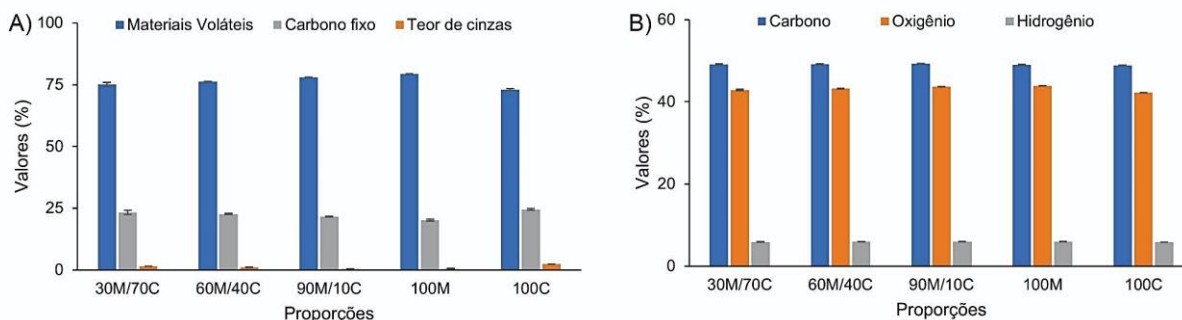 A)
Materiais Voláteis Carbono fixo Teor de cinzas
100
75
50
25
0
Valores (%)
30M/70C 60M/40C 90M/10C 100M 100C
Proporções
B)
Carbono Oxigênio Hidrogênio
60
40
20
0
Valores (%)
30M/70C 60M/40C 90M/10C 100M 100C
Proporções